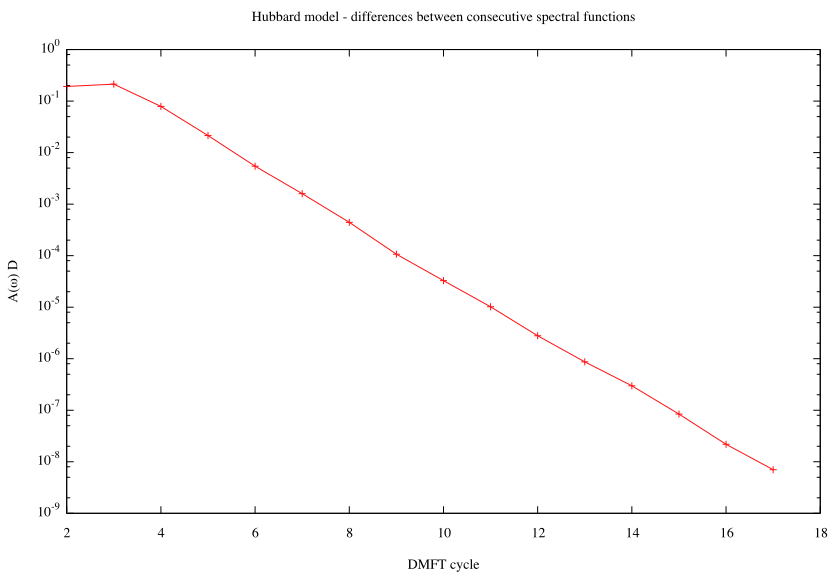 Hubbard model - differences between consecutive spectral functions
10^0
10^-1
10^-2
10^-3
10^-4
10^-5
10^-6
10^-7
10^-8
10^-9
A(ω) D
2 4 6 8 10 12 14 16 18
DMFT cycle